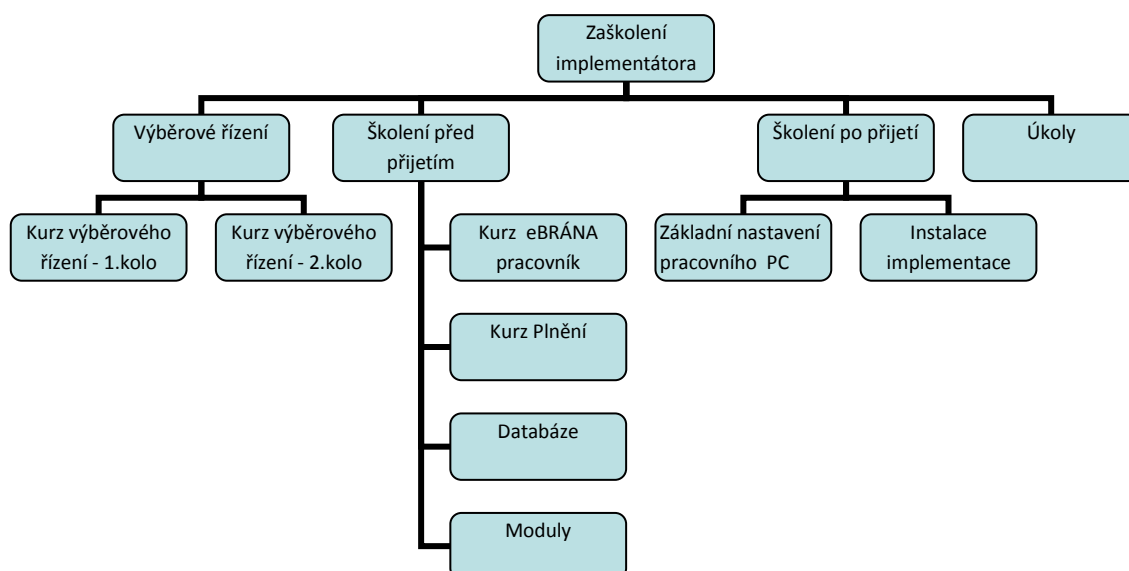 Zaškolení
implementátora
Výběrové řízení
Školení před
přijetím
Školení po přijetí
Úkoly
Kurz výběrového
řízení - 1.kolo
Kurz výběrového
řízení - 2.kolo
Kurz  eBRÁNA
pracovník
Základní nastavení
pracovního  PC
Instalace
implementace
Kurz Plnění
Databáze
Moduly